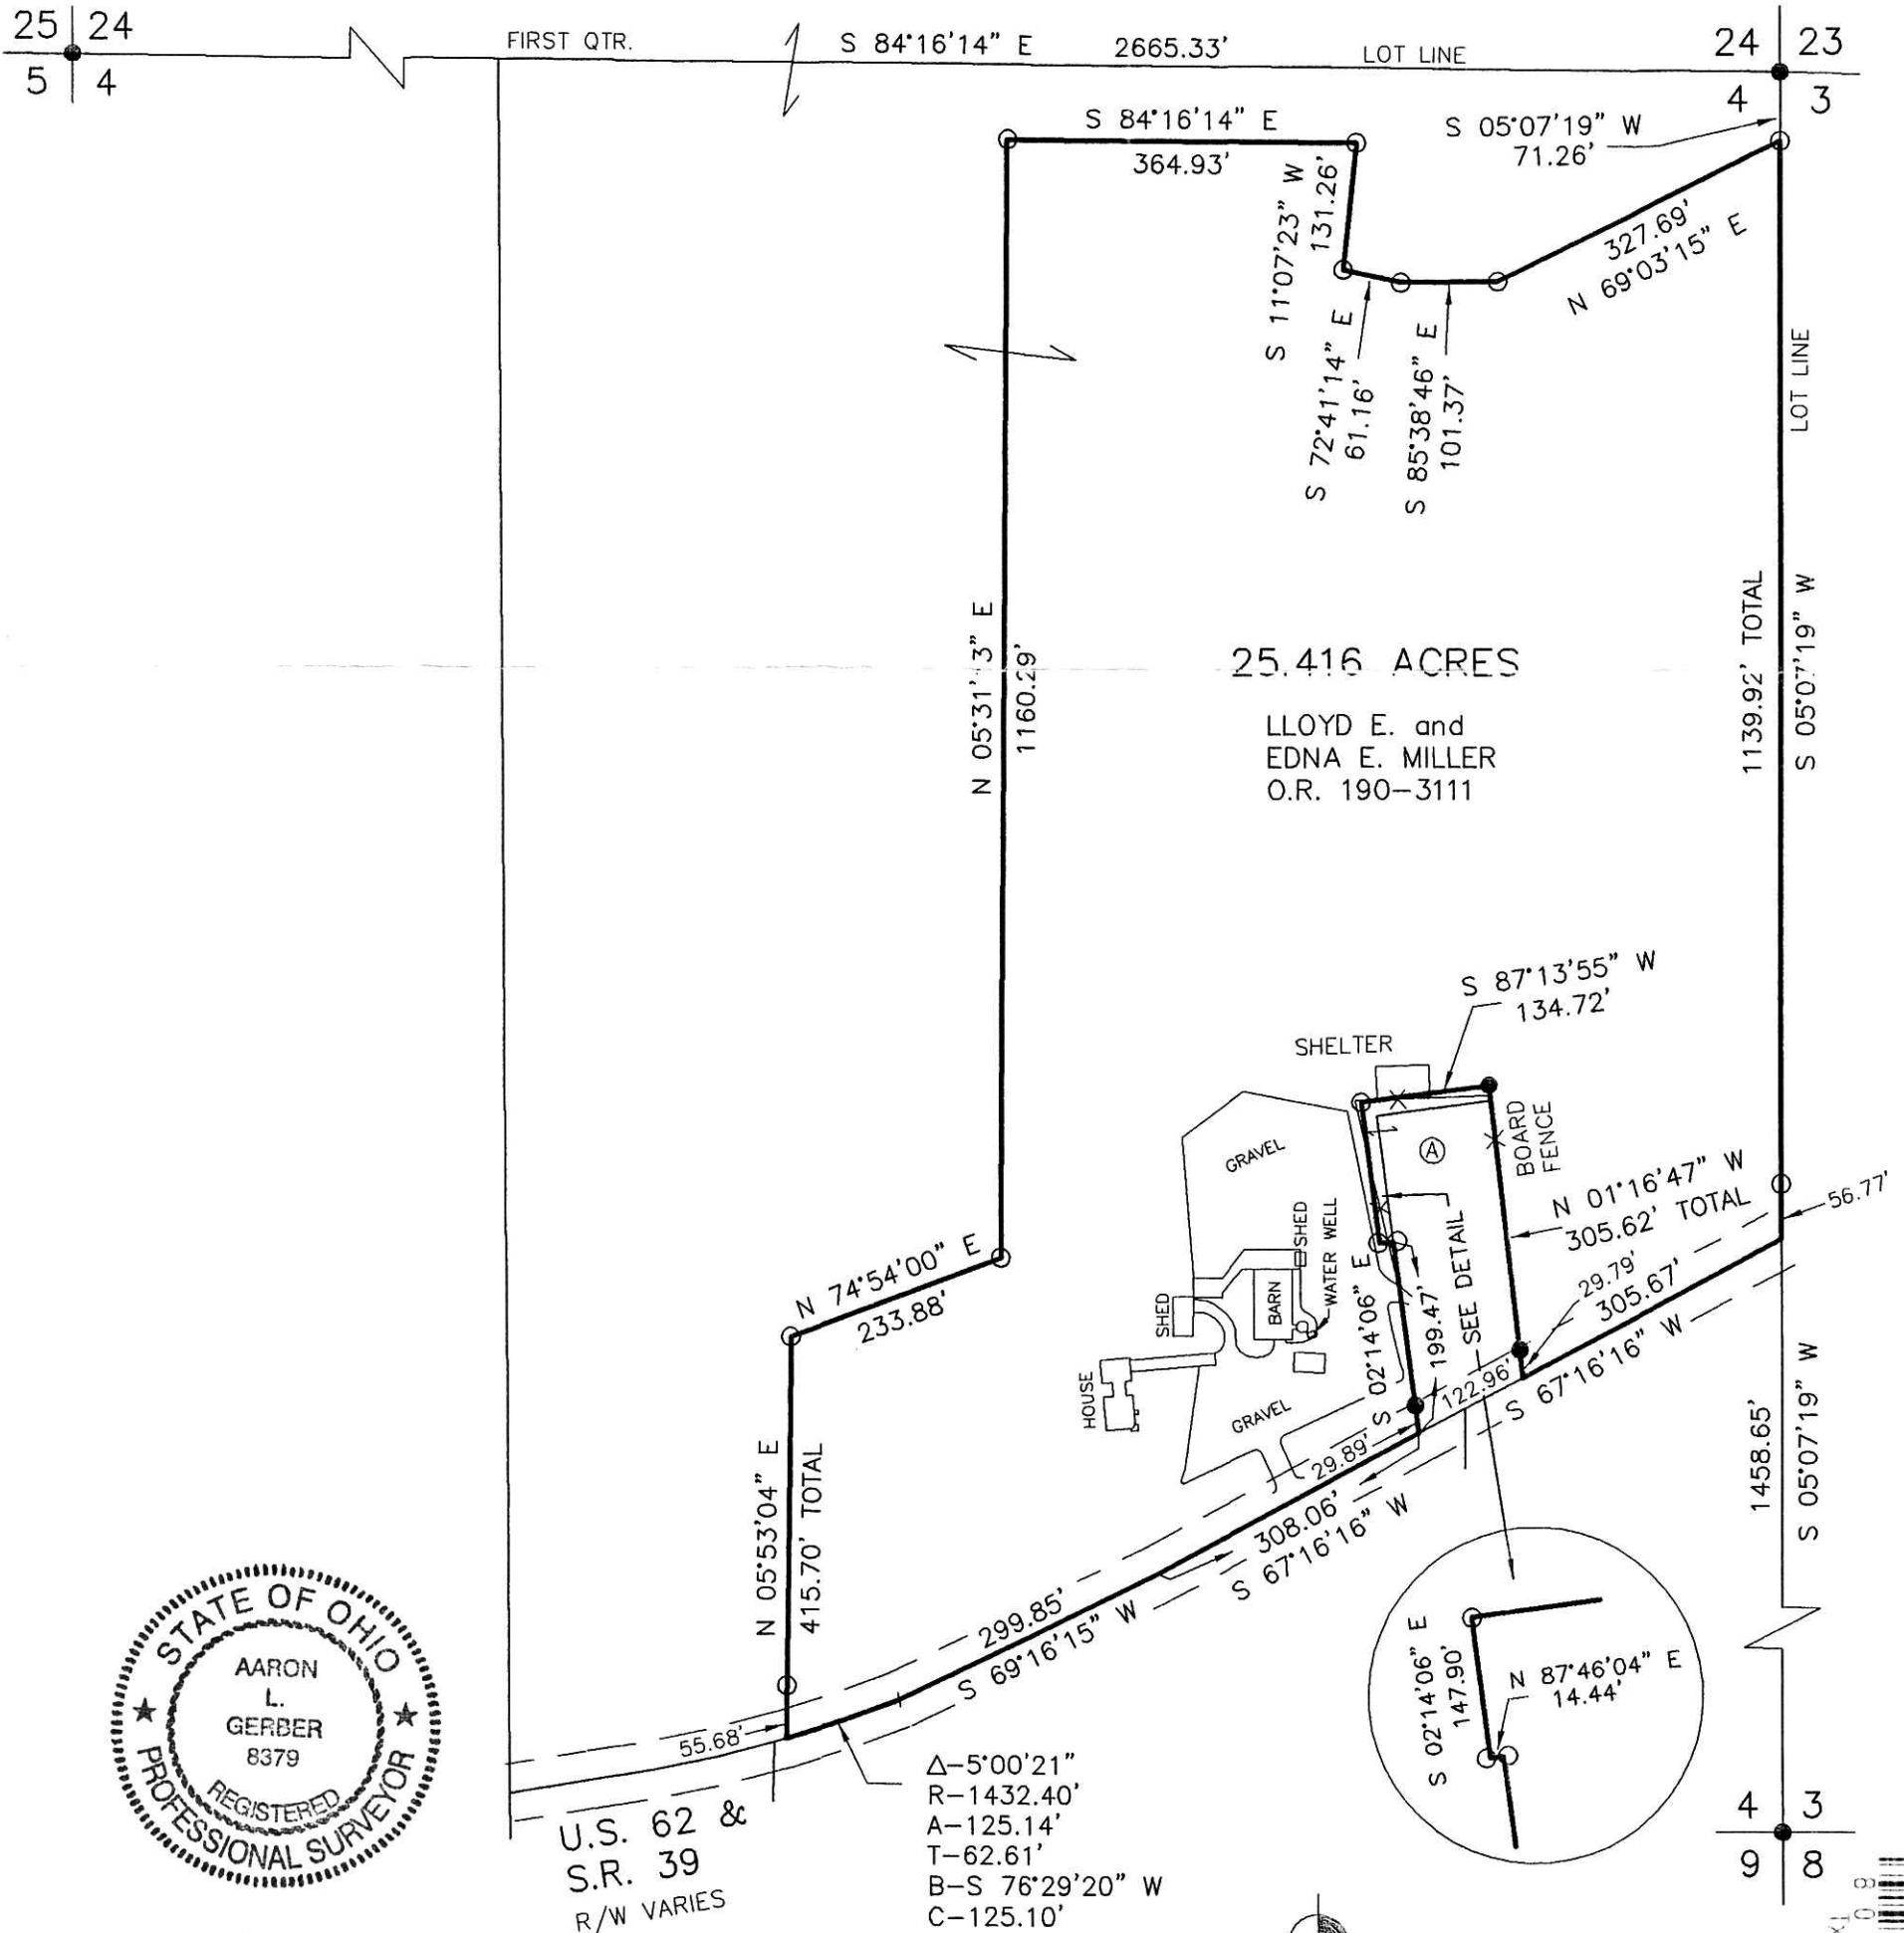 25 24
5 4
FIRST QTR.
S 84°16'14" E 2665.33' LOT LINE
24 23
4 3
S 84°16'14" E
364.93'
S 05°07'19" W
71.26'
S 11°07'23" W
131.26'
S 72°41'14" E
61.16'
S 85°38'46" E
101.37'
327.69'
N 69°03'15" E
LOT LINE
1139.92' TOTAL
S 05°07'19" W
N 05°31'13" E
1160.29'
25.416 ACRES
LLOYD E. and
EDNA E. MILLER
O.R. 190-3111
S 87°13'55" W
134.72'
SHELTER
GRAVEL
A
BOARD
FENCE
N 01°16'47" W
305.62' TOTAL
56.77'
29.79'
305.67'
S 67°16'16" W
SHED
WATER WELL
BARN
SHED
HOUSE
GRAVEL
S 02°14'06" E
199.47'
SEE DETAIL
122.96'
29.89'
308.06'
S 67°16'16" W
N 74°54'00" E
233.88'
N 05°53'04" E
415.70' TOTAL
299.85'
S 69°16'15" W
55.68'
1458.65'
S 05°07'19" W
S 02°14'06" E
147.90'
N 87°46'04" E
14.44'
STATE OF OHIO
AARON
L.
GERBER
8379
REGISTERED
PROFESSIONAL SURVEYOR
U.S. 62 &
S.R. 39
R/W VARIES
Δ-5°00'21"
R-1432.40'
A-125.14'
T-62.61'
B-S 76°29'20" W
C-125.10'
4 3
9 8